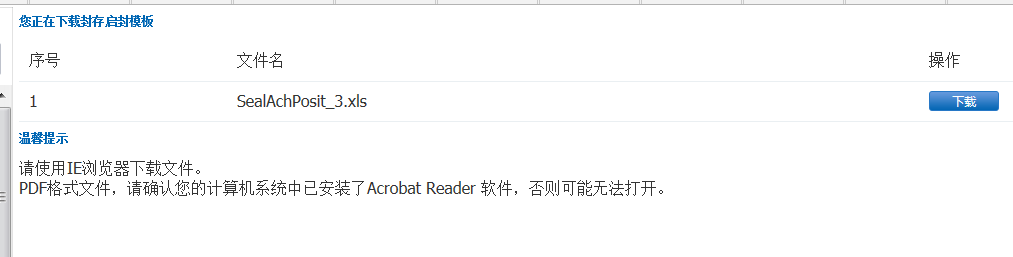 您正在下载封存启封模板
序号 文件名 操作
1 SealAchPosit_3.xls 下载
温馨提示
请使用IE浏览器下载文件。
PDF格式文件，请确认您的计算机系统中已安装了Acrobat Reader 软件，否则可能无法打开。